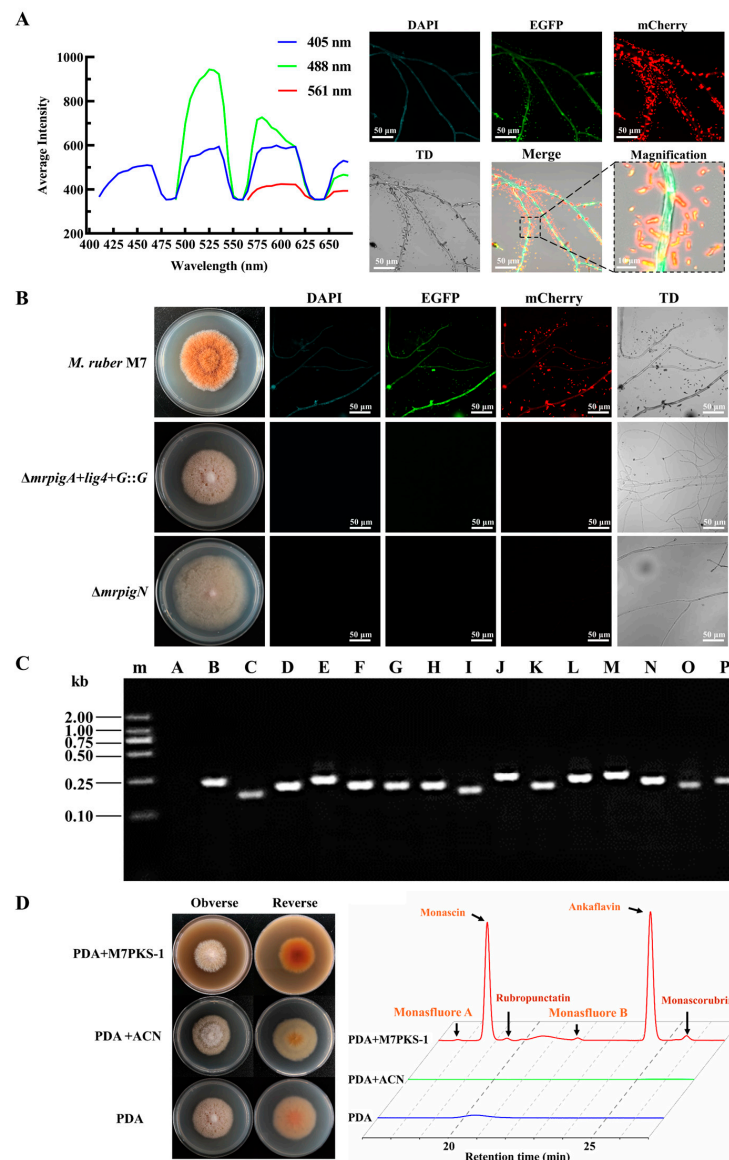 A
405 nm
488 nm
561 nm
Average Intensity
1000
800
600
400
200
400 425 450 475 500 525 550 575 600 625 650
Wavelength (nm)
DAPI EGFP mCherry
50 μm 50 μm 50 μm
TD Merge Magnification
50 μm 50 μm 10 μm
B
DAPI EGFP mCherry TD
M. ruber M7
50 μm 50 μm 50 μm 50 μm
ΔmrpigA+lig4+G::G
50 μm 50 μm 50 μm 50 μm
ΔmrpigN
50 μm 50 μm 50 μm 50 μm
C
kb
m A B C D E F G H I J K L M N O P
2.00
1.00
0.75
0.50
0.25
0.10
D
Obverse Reverse
PDA+M7PKS-1
PDA +ACN
PDA
Monascin
Ankaflavin
Rubropunctatin
Monascorubrin
Monasfluore A
Monasfluore B
PDA+M7PKS-1
PDA+ACN
PDA
20 25
Retention time (min)